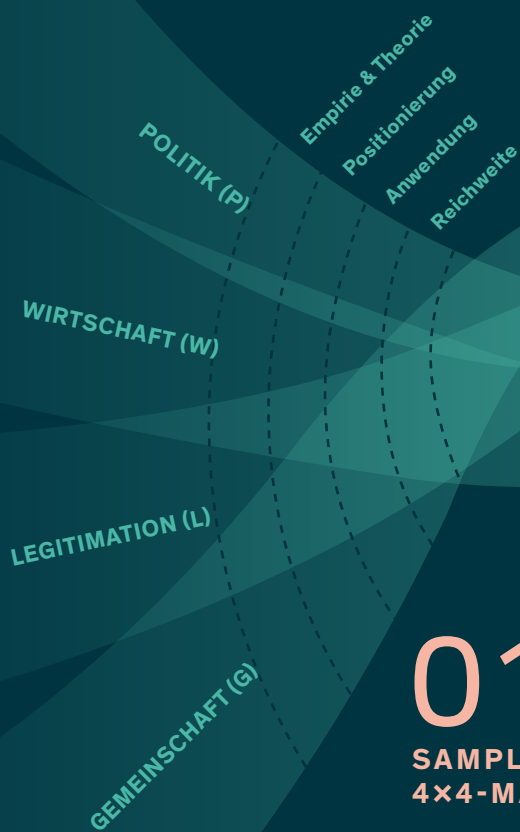 Empirie & Theorie
Positionierung
Anwendung
Reichweite
POLITIK (P)
WIRTSCHAFT (W)
LEGITIMATION (L)
GEMEINSCHAFT (G)
01
SAMPL
4×4-M